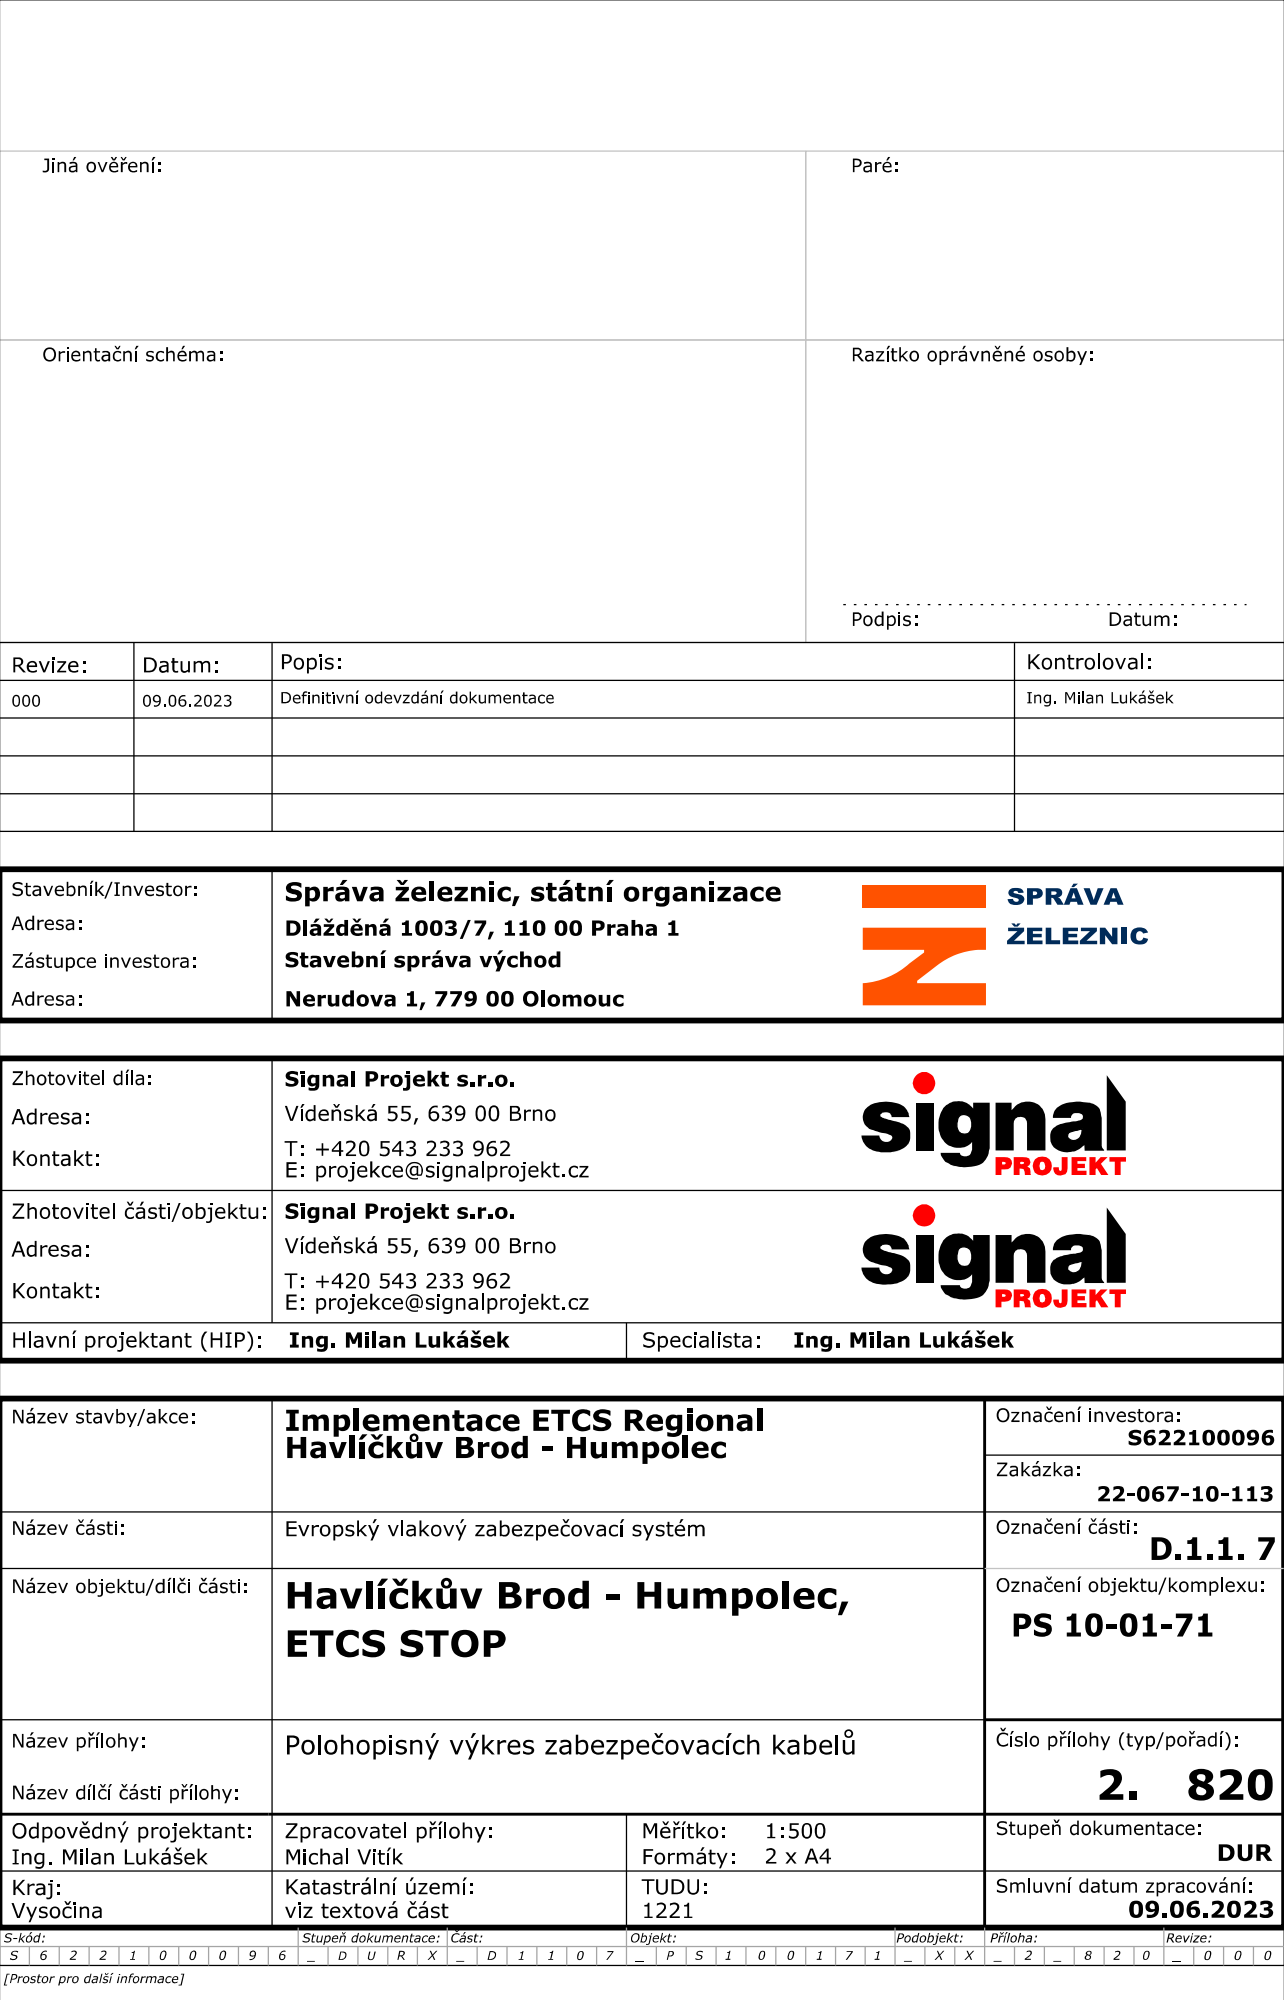 Jiná ověření:
Paré:
Orientační schéma:
Razítko oprávněné osoby:
Podpis: Datum:
Revize: Datum: Popis: Kontroloval:
000 09.06.2023 Definitivní odevzdání dokumentace Ing. Milan Lukášek
Stavebník/Investor: Správa železnic, státní organizace
Adresa: Dlážděná 1003/7, 110 00 Praha 1
Zástupce investora: Stavební správa východ
Adresa: Nerudova 1, 779 00 Olomouc
SPRÁVA
ŽELEZNIC
Zhotovitel díla: Signal Projekt s.r.o.
Adresa: Vídeňská 55, 639 00 Brno
Kontakt: T: +420 543 233 962
E: projekce@signalprojekt.cz
signal
PROJEKT
Zhotovitel části/objektu: Signal Projekt s.r.o.
Adresa: Vídeňská 55, 639 00 Brno
Kontakt: T: +420 543 233 962
E: projekce@signalprojekt.cz
signal
PROJEKT
Hlavní projektant (HIP): Ing. Milan Lukášek Specialista: Ing. Milan Lukášek
Název stavby/akce: Implementace ETCS Regional
Havlíčkův Brod - Humpolec
Označení investora:
S622100096
Zakázka:
22-067-10-113
Název části: Evropský vlakový zabezpečovací systém
Označení části:
D.1.1. 7
Název objektu/dílči části: Havlíčkův Brod - Humpolec,
ETCS STOP
Označení objektu/komplexu:
PS 10-01-71
Název přílohy: Polohopisný výkres zabezpečovacích kabelů
Název dílčí části přílohy:
Číslo přílohy (typ/pořadí):
2. 820
Odpovědný projektant: Zpracovatel přílohy: Měřítko: 1:500
Ing. Milan Lukášek Michal Vitík Formáty: 2 x A4
Stupeň dokumentace:
DUR
Kraj: Katastrální území: TUDU:
Vysočina viz textová část 1221
Smluvní datum zpracování:
09.06.2023
S-kód: Stupeň dokumentace: Část: Objekt: Podobjekt: Příloha: Revize:
S 6 2 2 1 0 0 0 9 6 _ D U R X _ D 1 1 0 7 _ P S 1 0 0 1 7 1 _ X X _ 2 _ 8 2 0 _ 0 0 0
[Prostor pro další informace]